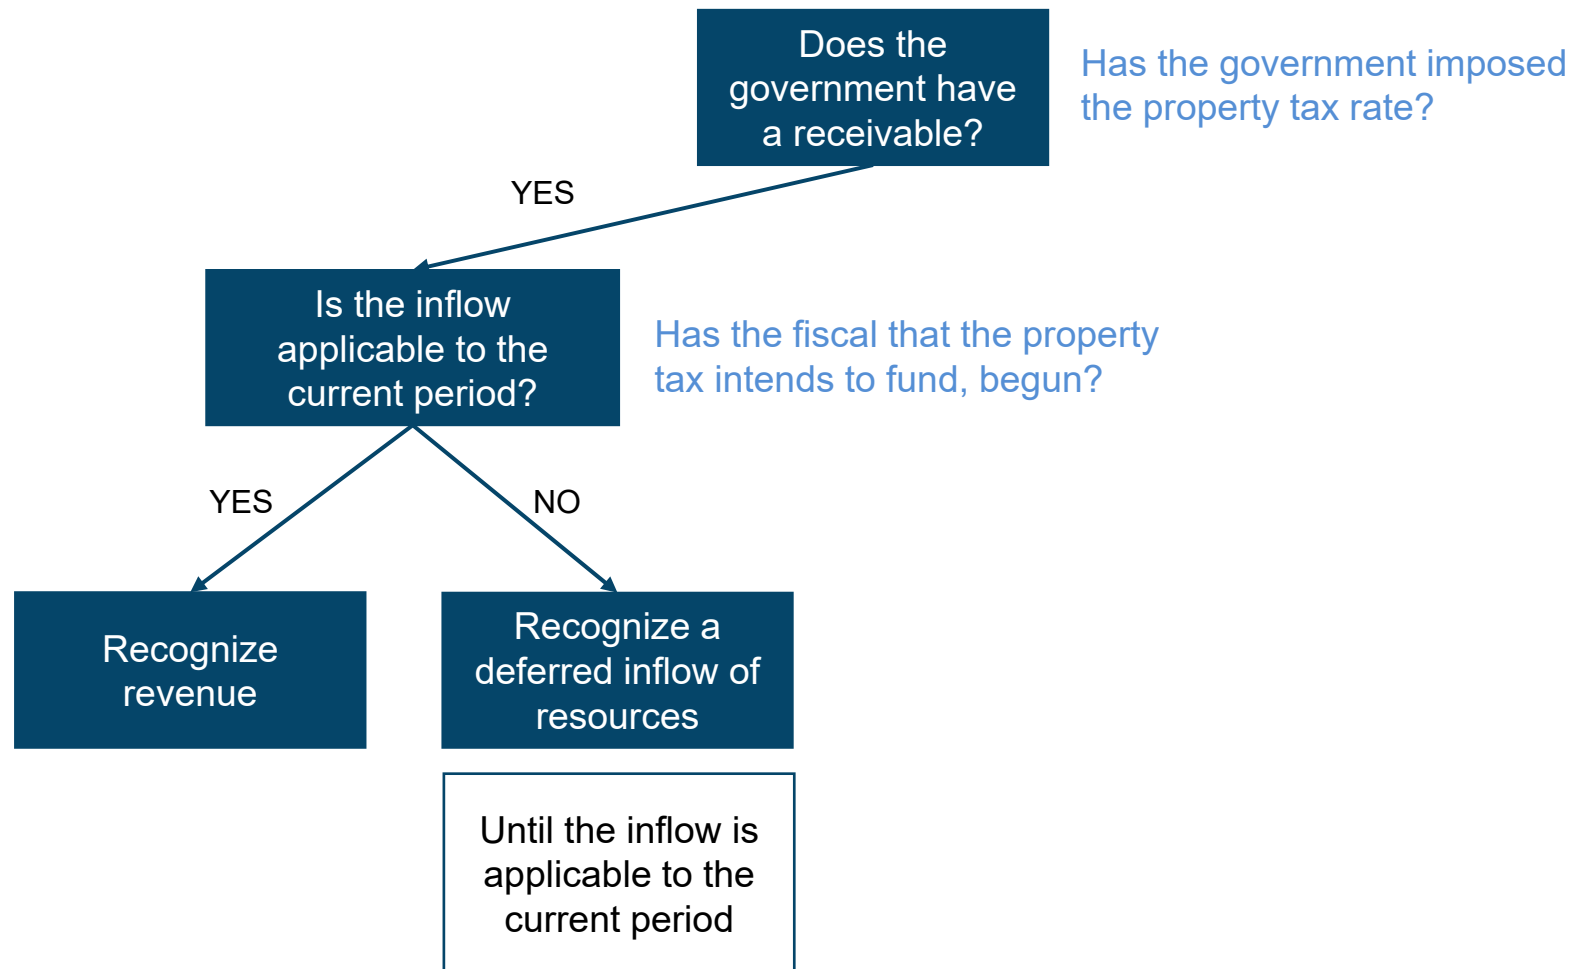 Does the
government have
a receivable?
Has the government imposed
the property tax rate?
YES
Is the inflow
applicable to the
current period?
Has the fiscal that the property
tax intends to fund, begun?
YES
NO
Recognize
revenue
Recognize a
deferred inflow of
resources
Until the inflow is
applicable to the
current period